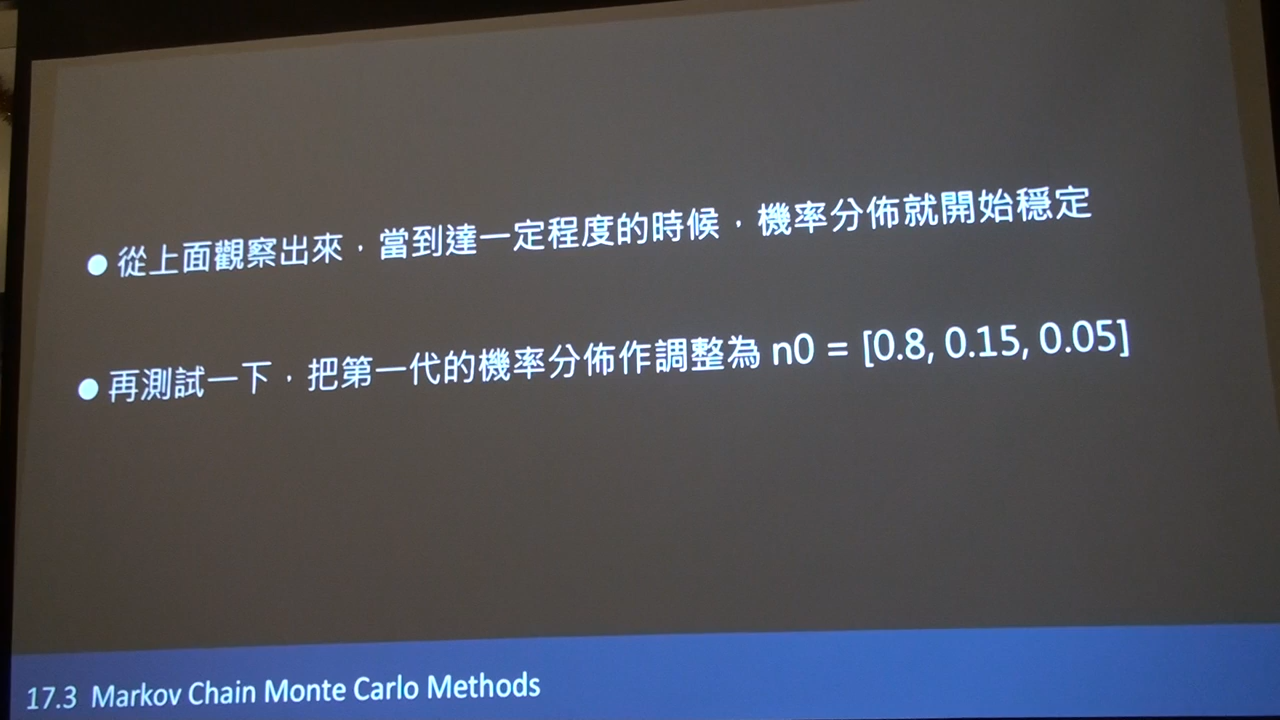 ● 從上面觀察出來，當到達一定程度的時候，機率分佈就開始穩定
● 再測試一下，把第一代的機率分佈作調整為 n0 = [0.8, 0.15, 0.05]
17.3 Markov Chain Monte Carlo Methods